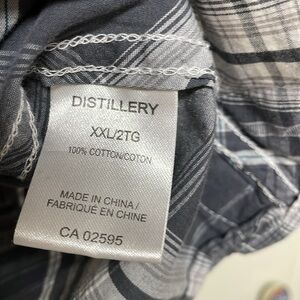 DISTILLERY
XXL/2TG
100% COTTON/COTON
MADE IN CHINA/
FABRIQUÉ EN CHINE
CA 02595